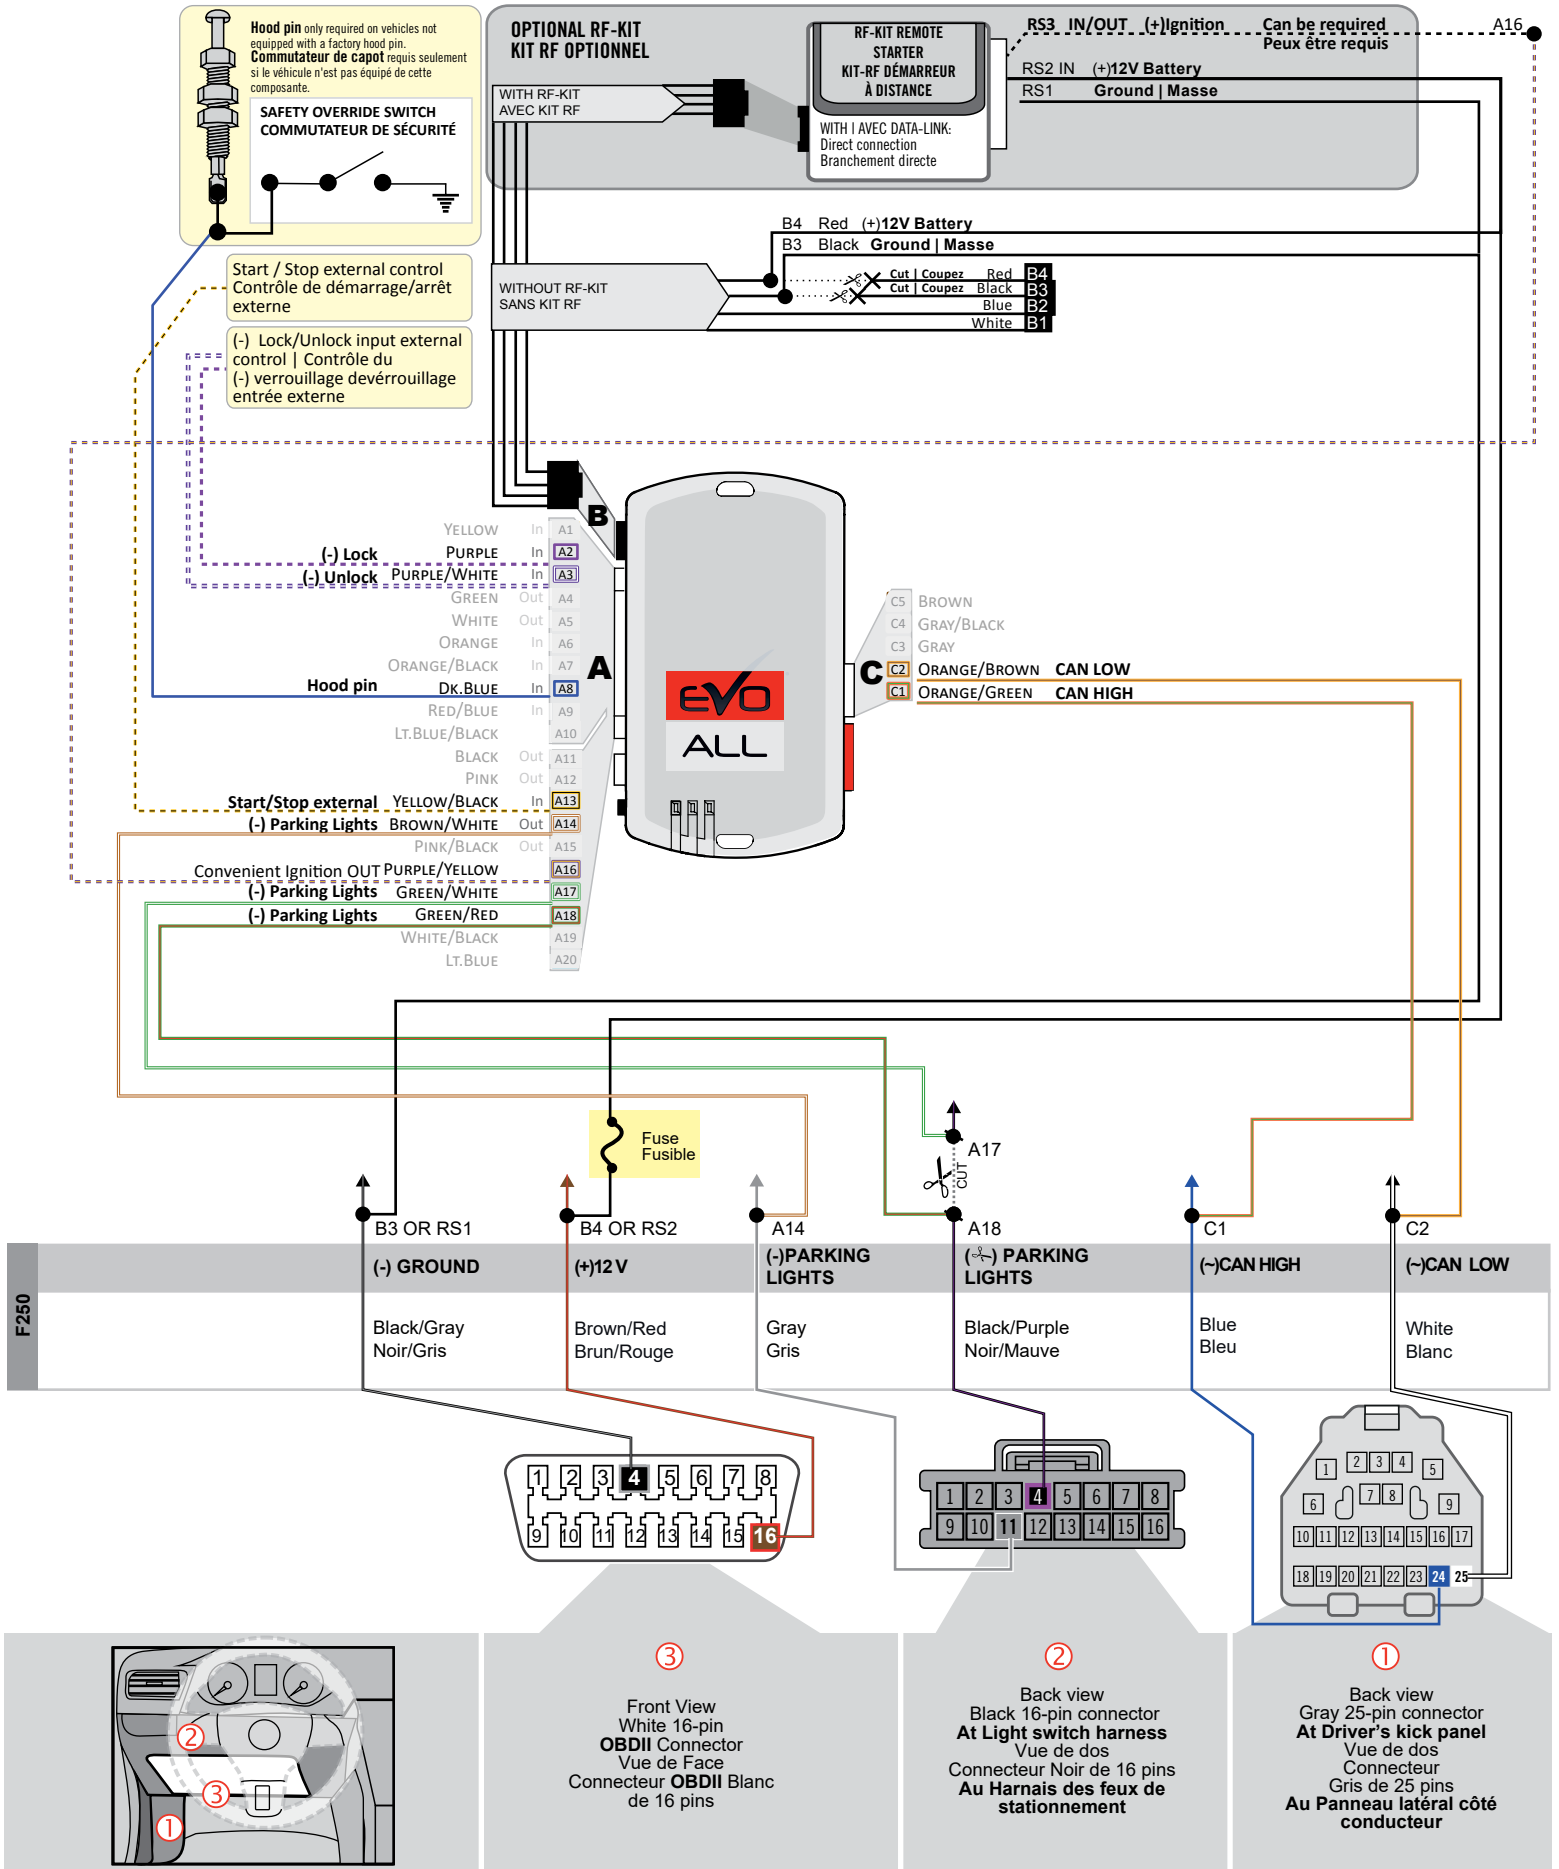 Hood pin only required on vehicles not
equipped with a factory hood pin.
Commutateur de capot requis seulement
si le véhicule n'est pas équipé de cette
composante.
SAFETY OVERRIDE SWITCH
COMMUTATEUR DE SÉCURITÉ
OPTIONAL RF-KIT
KIT RF OPTIONNEL
WITH RF-KIT
AVEC KIT RF
RF-KIT REMOTE
STARTER
KIT-RF DÉMARREUR
À DISTANCE
WITH | AVEC DATA-LINK:
Direct connection
Branchement directe
RS3 IN/OUT (+)Ignition Can be required
Peux être requis
A16
RS2 IN (+)12V Battery
RS1 Ground | Masse
B4 Red (+)12V Battery
B3 Black Ground | Masse
WITHOUT RF-KIT
SANS KIT RF
Cut | Coupez Red B4
Cut | Coupez Black B3
Blue B2
White B1
Start / Stop external control
Contrôle de démarrage/arrêt
externe
(-) Lock/Unlock input external
control | Contrôle du
(-) verrouillage devérrouillage
entrée externe
B
A
C
YELLOW In A1
(-) Lock PURPLE In A2
(-) Unlock PURPLE/WHITE In A3
GREEN Out A4
WHITE Out A5
ORANGE In A6
ORANGE/BLACK In A7
Hood pin DK.BLUE In A8
RED/BLUE In A9
LT.BLUE/BLACK A10
BLACK Out A11
PINK Out A12
Start/Stop external YELLOW/BLACK In A13
(-) Parking Lights BROWN/WHITE Out A14
PINK/BLACK Out A15
Convenient Ignition OUT PURPLE/YELLOW A16
(-) Parking Lights GREEN/WHITE A17
(-) Parking Lights GREEN/RED A18
WHITE/BLACK A19
LT.BLUE A20
EVO
ALL
C5 BROWN
C4 GRAY/BLACK
C3 GRAY
C2 ORANGE/BROWN CAN LOW
C1 ORANGE/GREEN CAN HIGH
Fuse
Fusible
A17
CUT
B3 OR RS1
B4 OR RS2
A14
A18
C1
C2
F250
(-) GROUND
(+)12 V
(-)PARKING
LIGHTS
() PARKING
LIGHTS
(~)CAN HIGH
(~)CAN LOW
Black/Gray
Noir/Gris
Brown/Red
Brun/Rouge
Gray
Gris
Black/Purple
Noir/Mauve
Blue
Bleu
White
Blanc
1 2 3 4 5 6 7 8
9 10 11 12 13 14 15 16
1 2 3 4 5 6 7 8
9 10 11 12 13 14 15 16
1 2 3 4 5
6 7 8 9
10 11 12 13 14 15 16 17
18 19 20 21 22 23 24 25
2
3
1
3
Front View
White 16-pin
OBDII Connector
Vue de Face
Connecteur OBDII Blanc
de 16 pins
2
Back view
Black 16-pin connector
At Light switch harness
Vue de dos
Connecteur Noir de 16 pins
Au Harnais des feux de
stationnement
1
Back view
Gray 25-pin connector
At Driver's kick panel
Vue de dos
Connecteur
Gris de 25 pins
Au Panneau latéral côté
conducteur